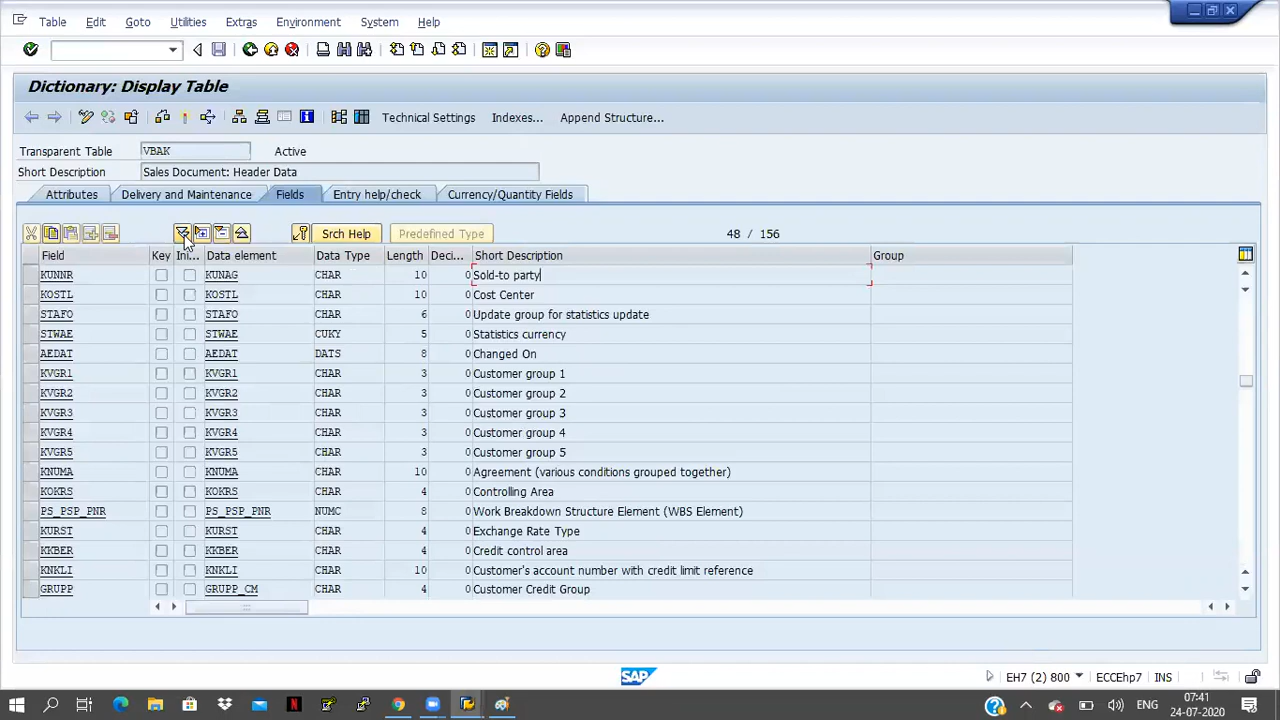 Table Edit Goto Utilities Extras Environment System Help
Dictionary: Display Table
Technical Settings Indexes... Append Structure...
Transparent Table VBAK Active
Short Description Sales Document: Header Data
Attributes Delivery and Maintenance Fields Entry help/check Currency/Quantity Fields
Srch Help Predefined Type 48 / 156
Field Key Ini... Data element Data Type Length Deci... Short Description Group
KUNNR KUNAG CHAR 10 0 Sold-to party
KOSTL KOSTL CHAR 10 0 Cost Center
STAFO STAFO CHAR 6 0 Update group for statistics update
STWAE STWAE CUKY 5 0 Statistics currency
AEDAT AEDAT DATS 8 0 Changed On
KVGR1 KVGR1 CHAR 3 0 Customer group 1
KVGR2 KVGR2 CHAR 3 0 Customer group 2
KVGR3 KVGR3 CHAR 3 0 Customer group 3
KVGR4 KVGR4 CHAR 3 0 Customer group 4
KVGR5 KVGR5 CHAR 3 0 Customer group 5
KNUMA KNUMA CHAR 10 0 Agreement (various conditions grouped together)
KOKRS KOKRS CHAR 4 0 Controlling Area
PS_PSP_PNR PS_PSP_PNR NUMC 8 0 Work Breakdown Structure Element (WBS Element)
KURST KURST CHAR 4 0 Exchange Rate Type
KKBER KKBER CHAR 4 0 Credit control area
KNKLI KNKLI CHAR 10 0 Customer's account number with credit limit reference
GRUPP GRUPP_CM CHAR 4 0 Customer Credit Group
SAP EH7 (2) 800 ECCEhp7 INS
07:41
24-07-2020